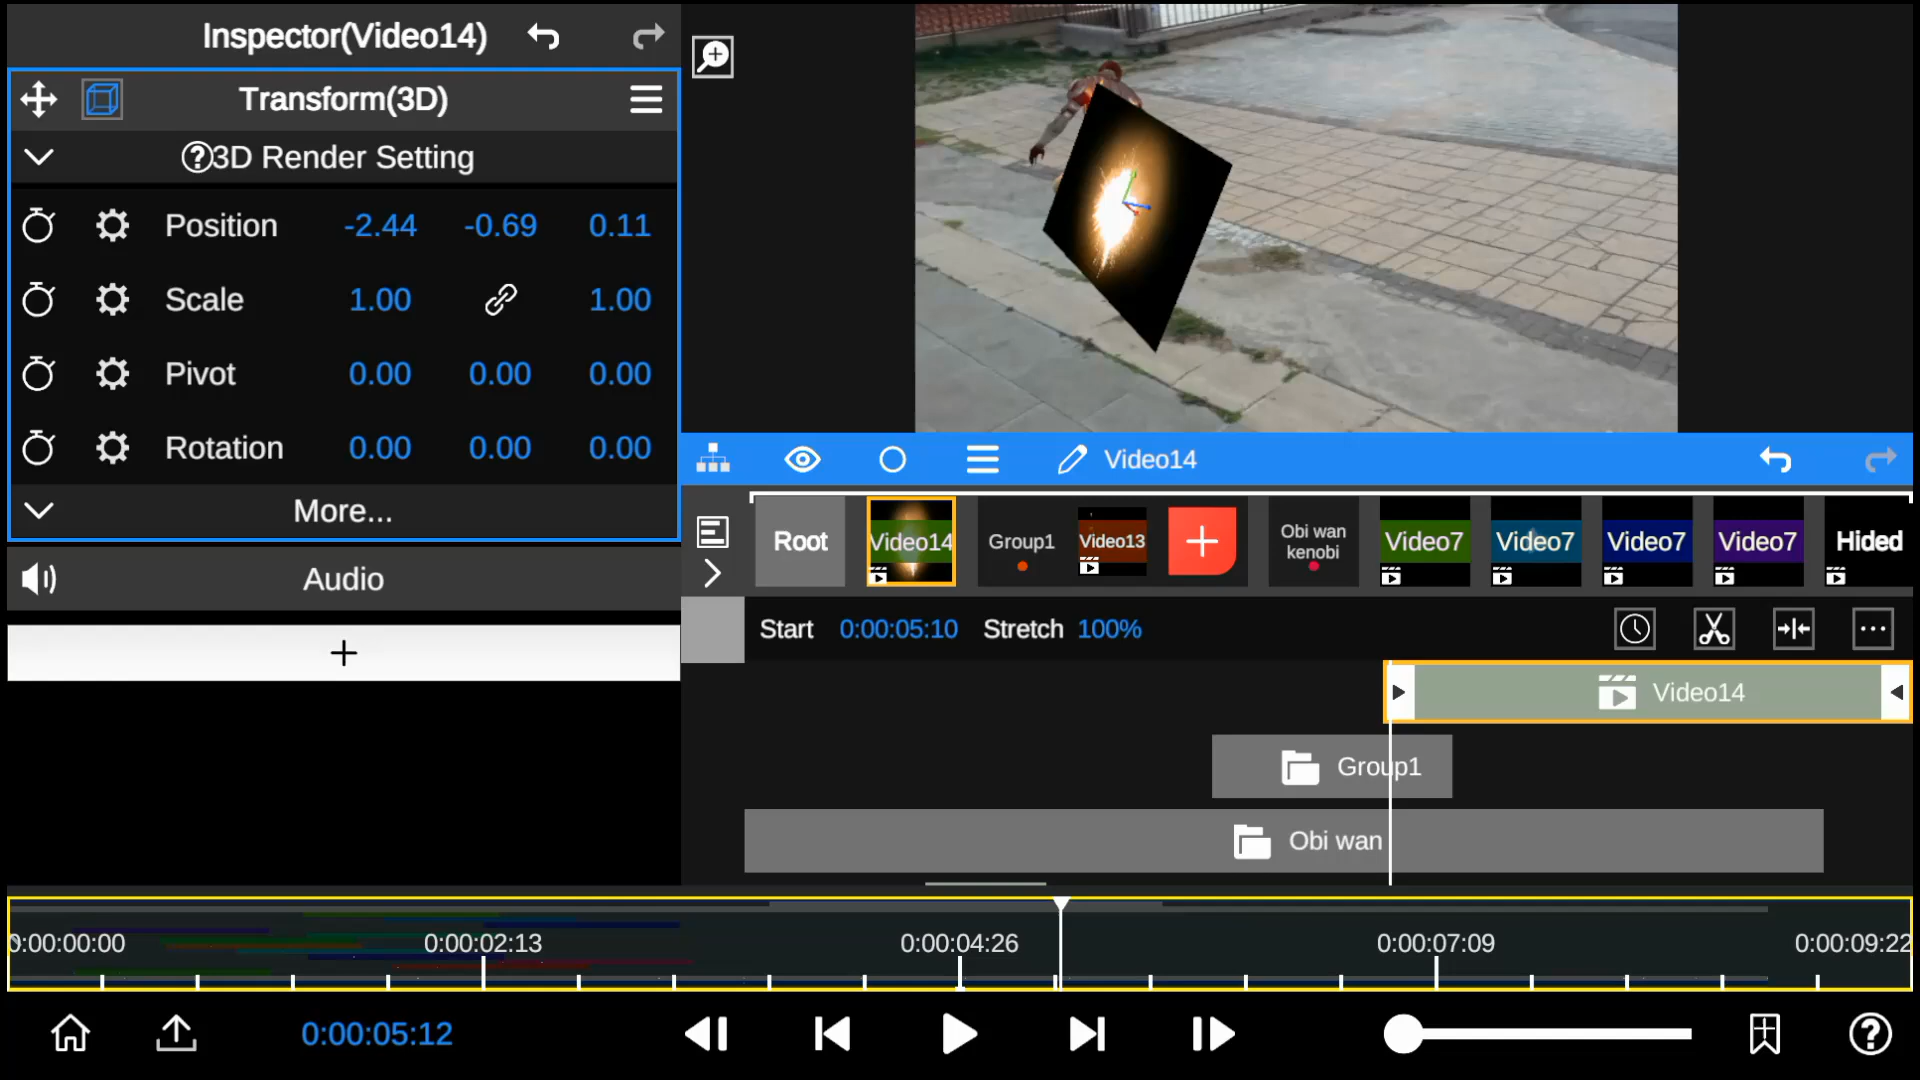 Inspector(Video14)
Transform(3D)
3D Render Setting
Position -2.44 -0.69 0.11
Scale 1.00 1.00
Pivot 0.00 0.00 0.00
Rotation 0.00 0.00 0.00
More...
Audio
Video14
Root Video14 Group1 Video13 Obi wan kenobi Video7 Video7 Video7 Video7 Hided
Start 0:00:05:10 Stretch 100%
Video14
Group1
Obi wan
0:00:00:00 0:00:02:13 0:00:04:26 0:00:07:09 0:00:09:22
0:00:05:12